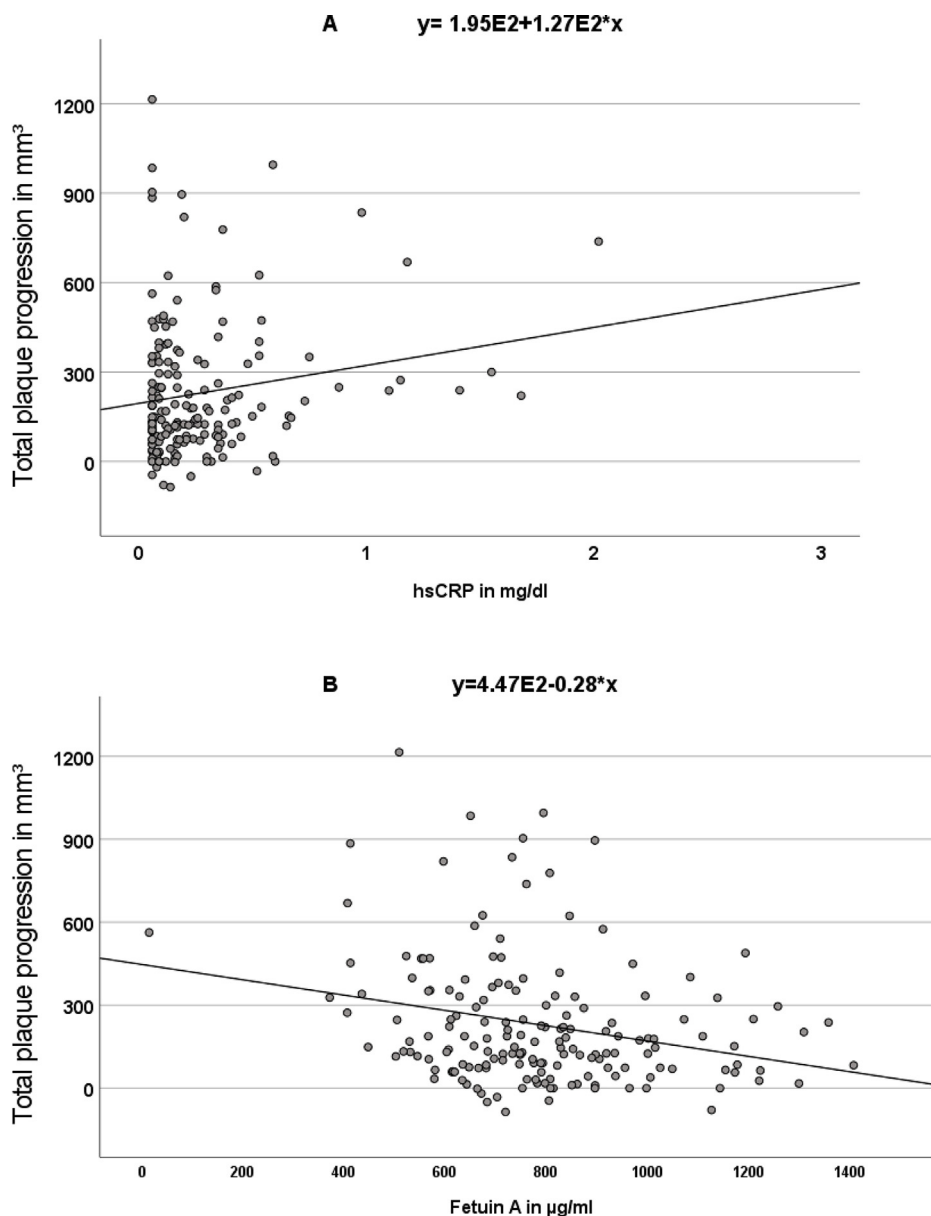 A y= 1.95E2+1.27E2*x
Total plaque progression in mm³
1200
900
600
300
0
0 1 2 3
hsCRP in mg/dl
B y=4.47E2-0.28*x
Total plaque progression in mm³
1200
900
600
300
0
0 200 400 600 800 1000 1200 1400
Fetuin A in µg/ml